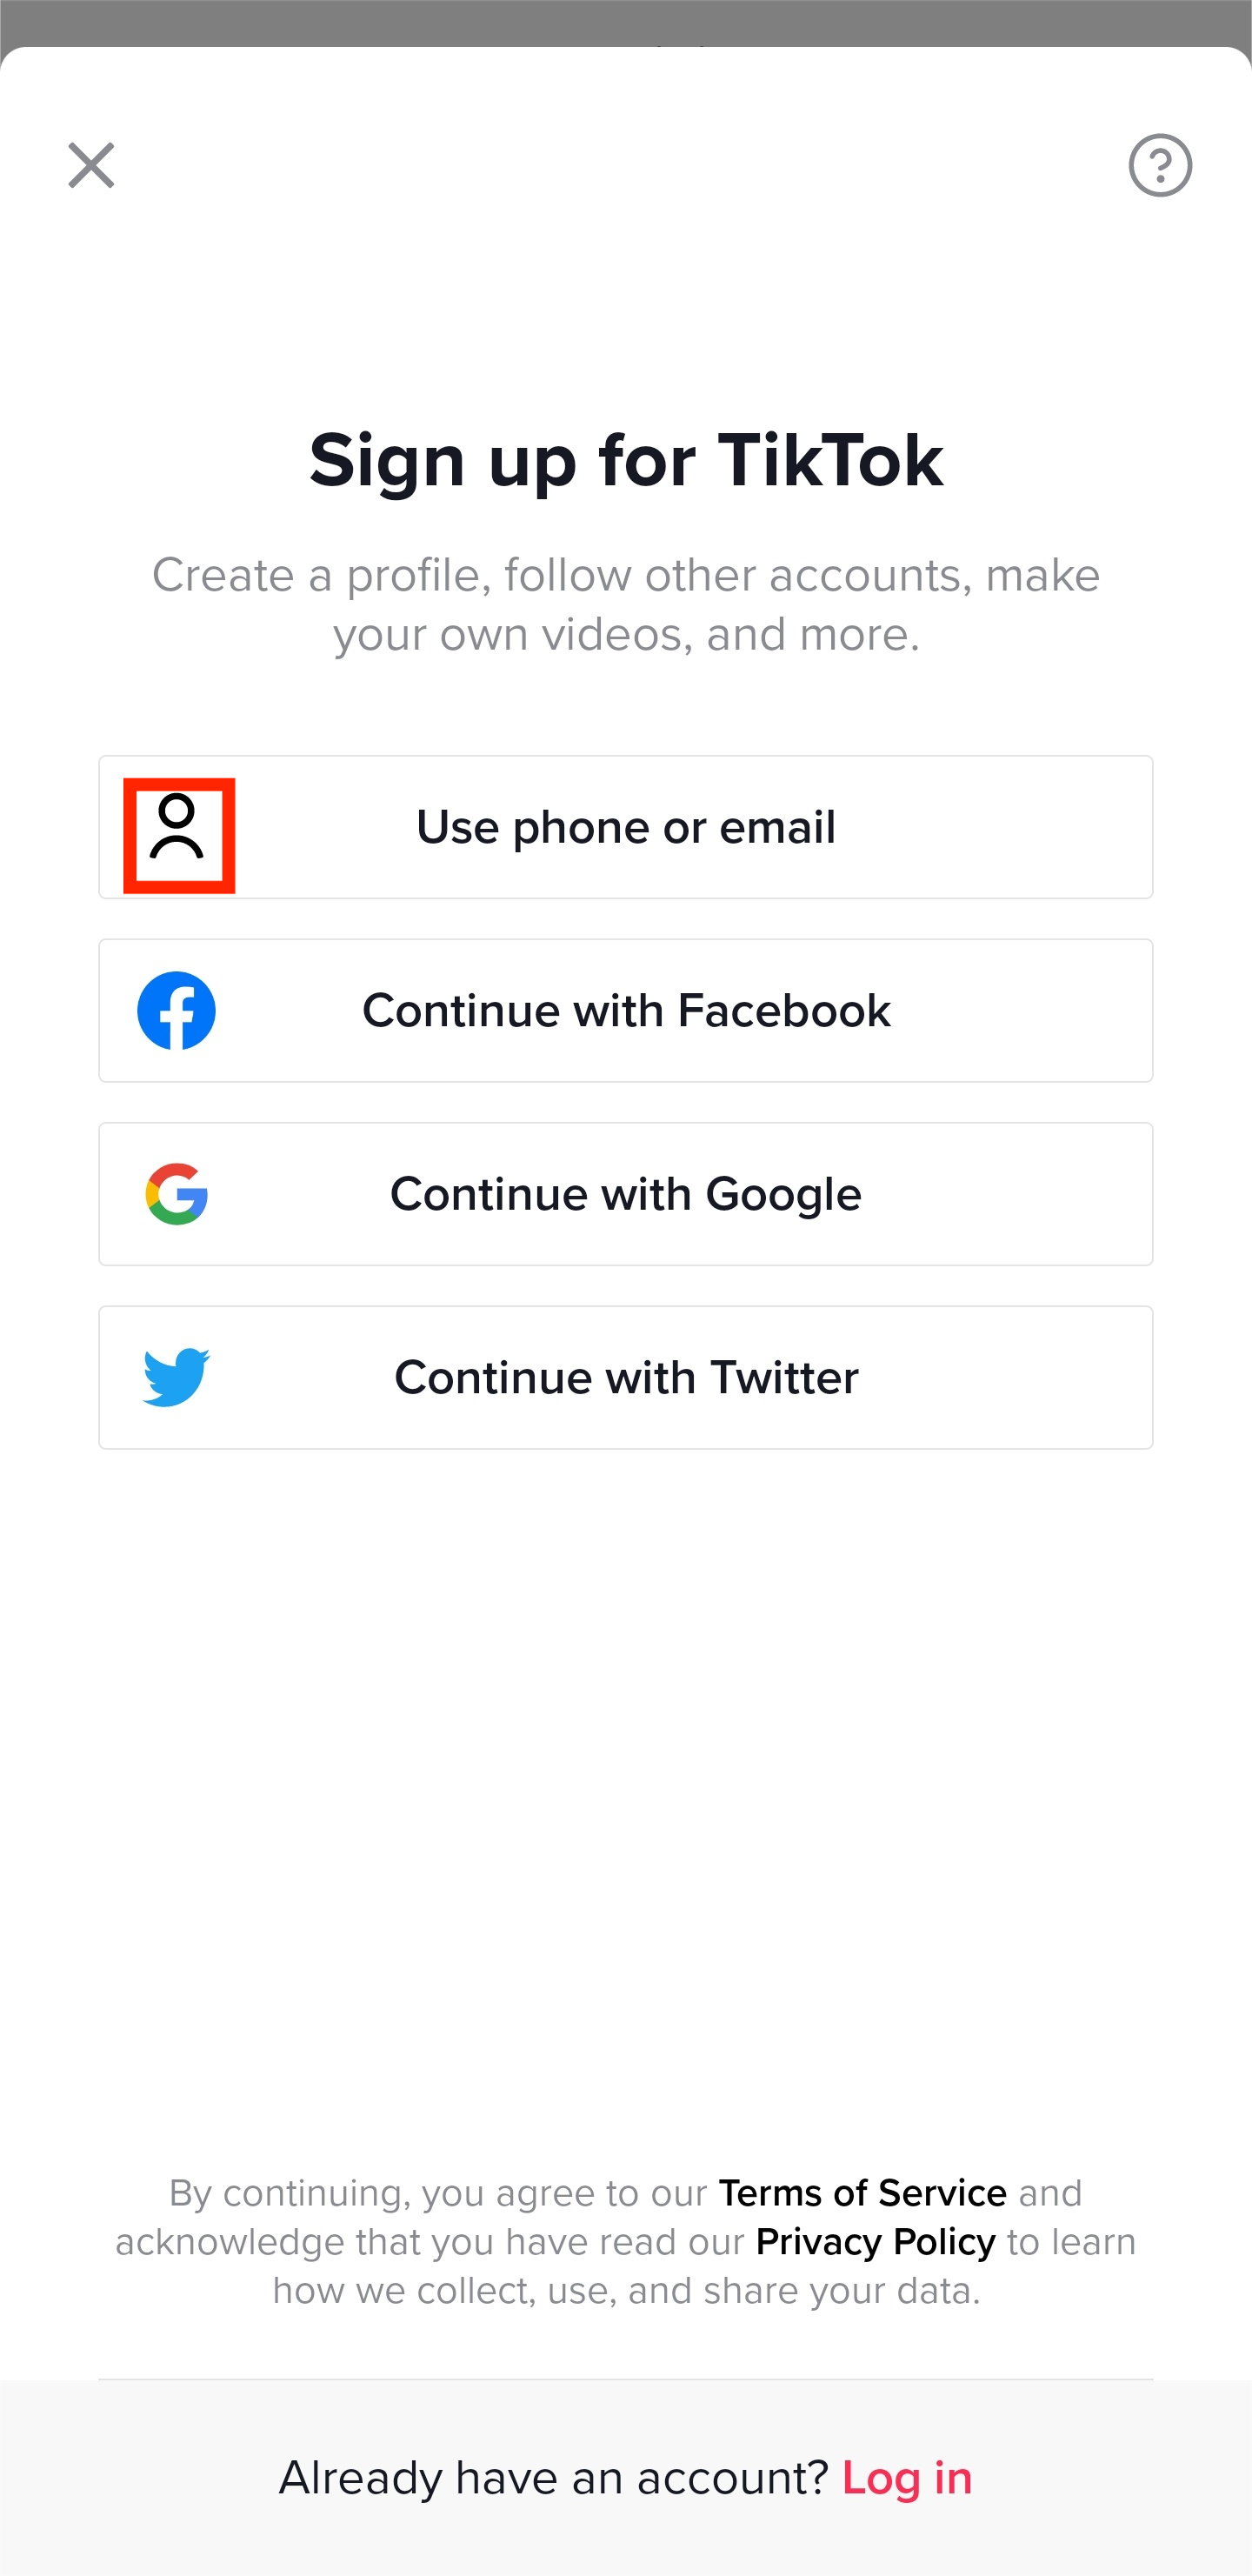 Sign up for TikTok
Create a profile, follow other accounts, make
your own videos, and more.
Use phone or email
Continue with Facebook
Continue with Google
Continue with Twitter
By continuing, you agree to our Terms of Service and
acknowledge that you have read our Privacy Policy to learn
how we collect, use, and share your data.
Already have an account? Log in